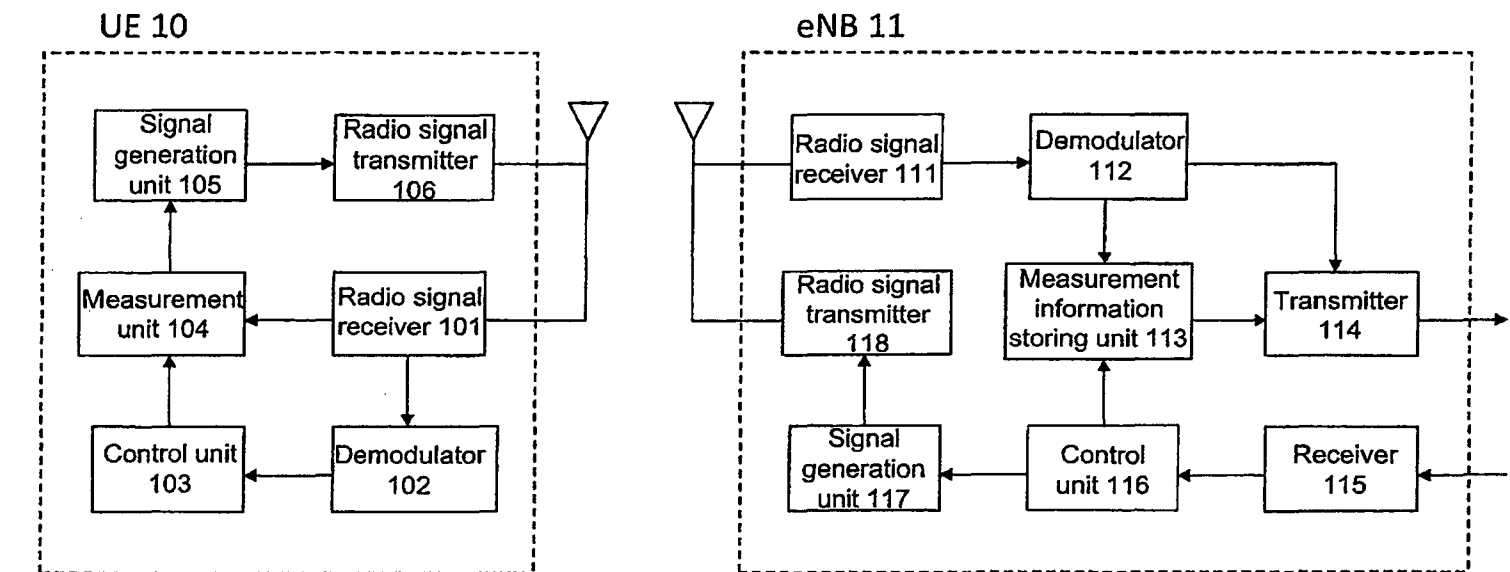 UE 10
eNB 11
Signal
generation
unit 105
Radio signal
transmitter
106
Radio signal
receiver 111
Demodulator
112
Measurement
unit 104
Radio signal
receiver 101
Radio signal
transmitter
118
Measurement
information
storing unit 113
Transmitter
114
Control unit
103
Demodulator
102
Signal
generation
unit 117
Control
unit 116
Receiver
115